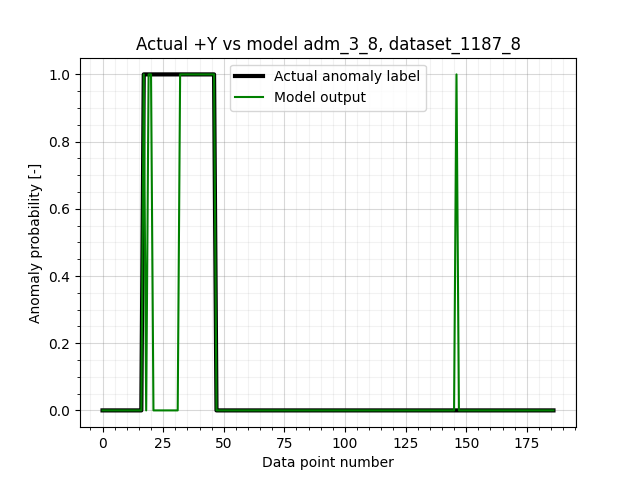 Actual +Y vs model adm_3_8, dataset_1187_8
Actual anomaly label
Model output
Anomaly probability [-]
1.0
0.8
0.6
0.4
0.2
0.0
0 25 50 75 100 125 150 175
Data point number